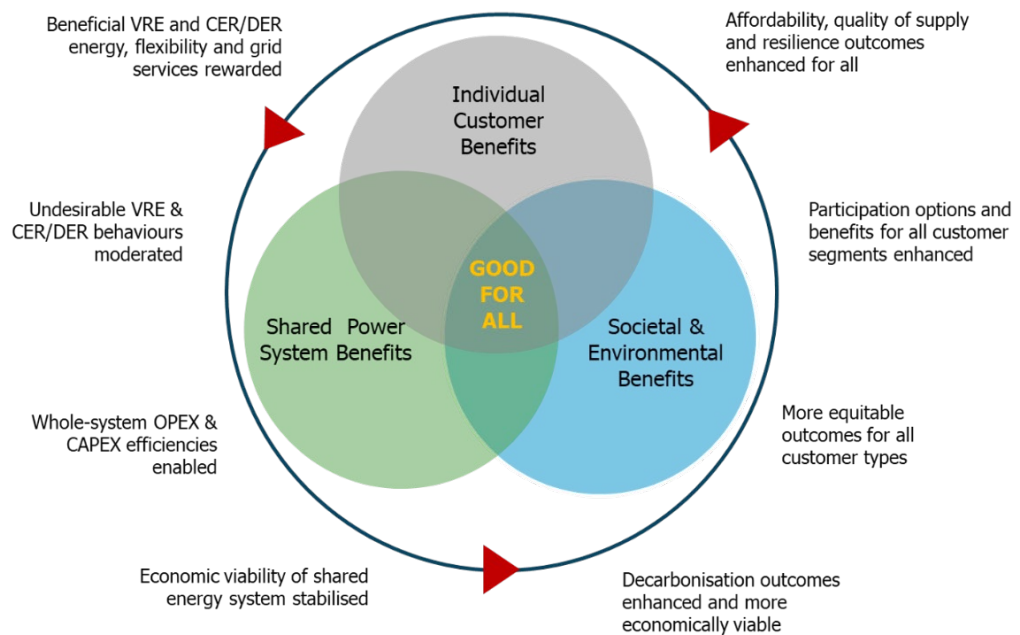 Beneficial VRE and CER/DER
energy, flexibility and grid
services rewarded
Affordability, quality of supply
and resilience outcomes
enhanced for all
Individual
Customer
Benefits
Undesirable VRE &
CER/DER behaviours
moderated
Participation options and
benefits for all customer
segments enhanced
GOOD
FOR
ALL
Shared Power
System Benefits
Societal &
Environmental
Benefits
Whole-system OPEX &
CAPEX efficiencies
enabled
More equitable
outcomes for all
customer types
Economic viability of shared
energy system stabilised
Decarbonisation outcomes
enhanced and more
economically viable